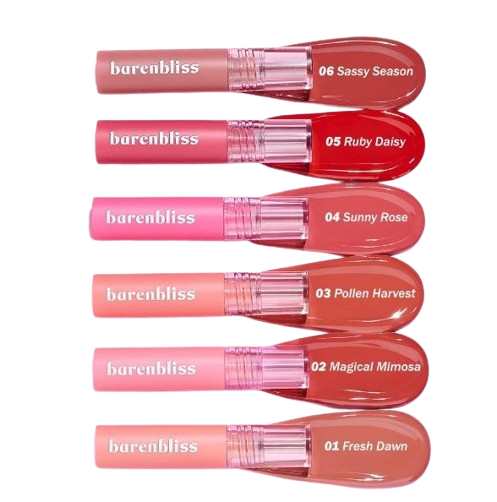 barenbliss 06 Sassy Season
barenbliss 05 Ruby Daisy
barenbliss 04 Sunny Rose
barenbliss 03 Pollen Harvest
barenbliss 02 Magical Mimosa
barenbliss 01 Fresh Dawn